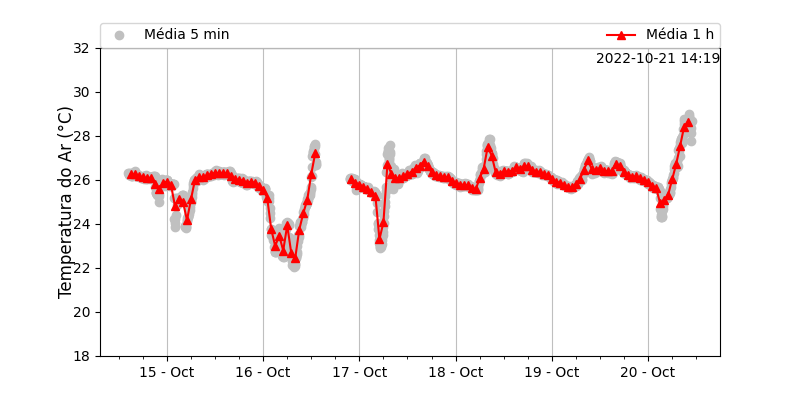 Média 5 min
Média 1 h
2022-10-21 14:19
Temperatura do Ar (°C)
32
30
28
26
24
22
20
18
15 - Oct
16 - Oct
17 - Oct
18 - Oct
19 - Oct
20 - Oct